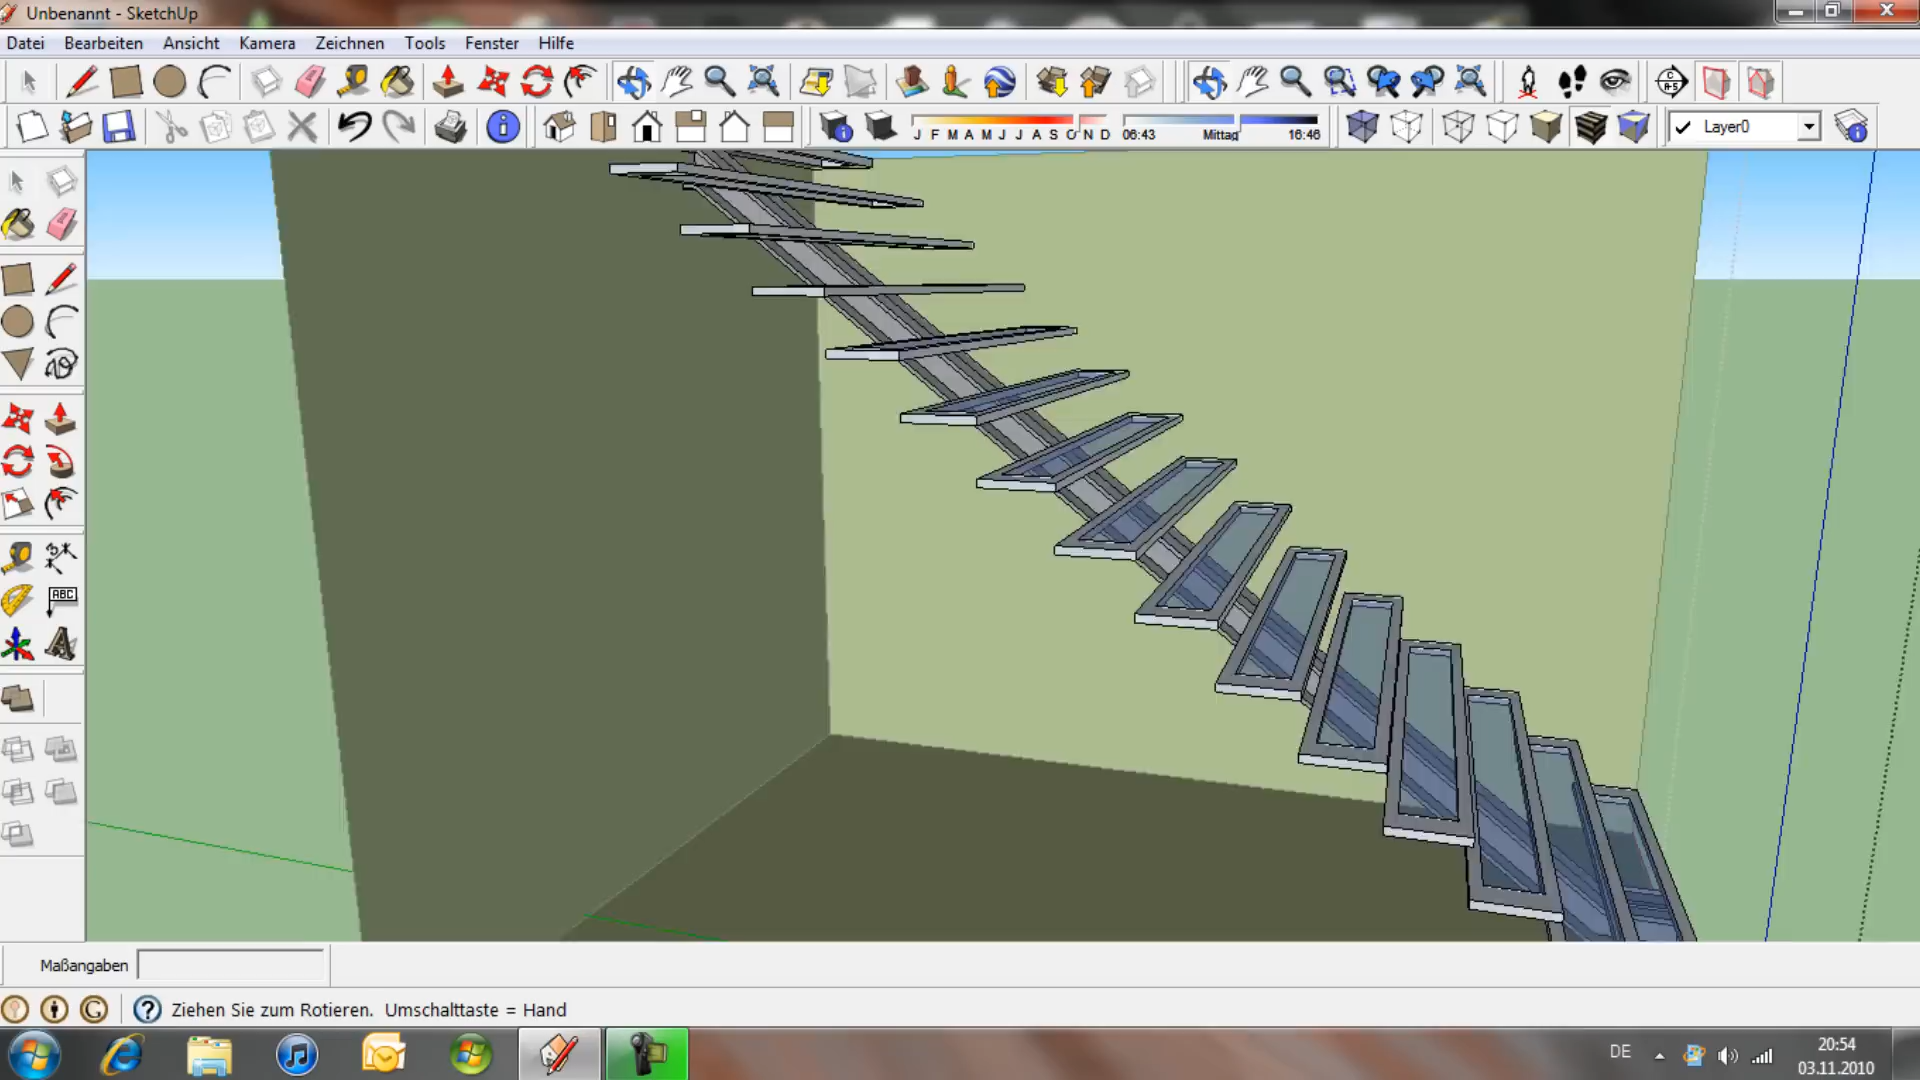 Unbenannt - SketchUp
Datei Bearbeiten Ansicht Kamera Zeichnen Tools Fenster Hilfe
J F M A M J J A S O N D 06:43 Mittag 16:46
Layer0
ABC
Maßangaben
Ziehen Sie zum Rotieren. Umschalttaste = Hand
DE
20:54
03.11.2010